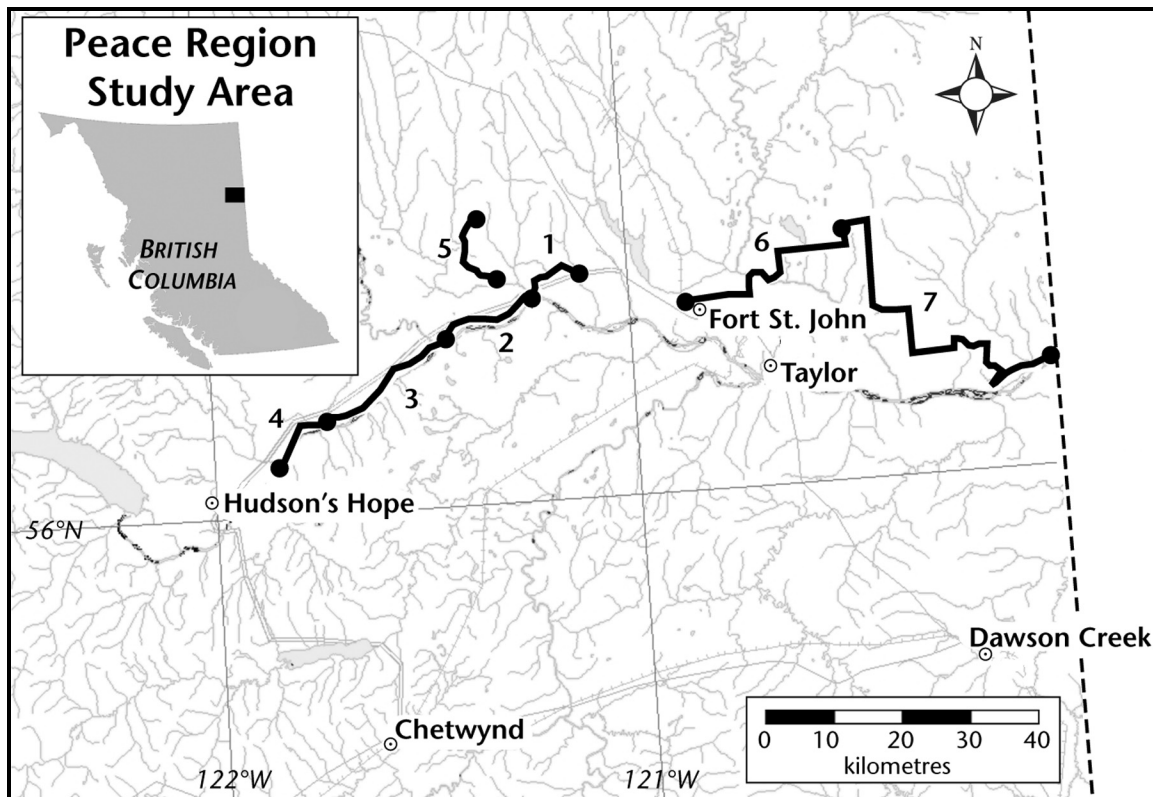 Peace Region
Study Area
BRITISH
COLUMBIA
N
5
1
6
7
2
3
4
Fort St. John
Taylor
Hudson's Hope
56°N
Dawson Creek
Chetwynd
122°W
121°W
0 10 20 30 40
kilometres